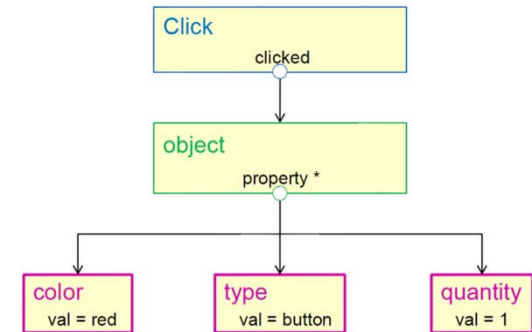 Click
clicked
object
property *
color
val = red
type
val = button
quantity
val = 1